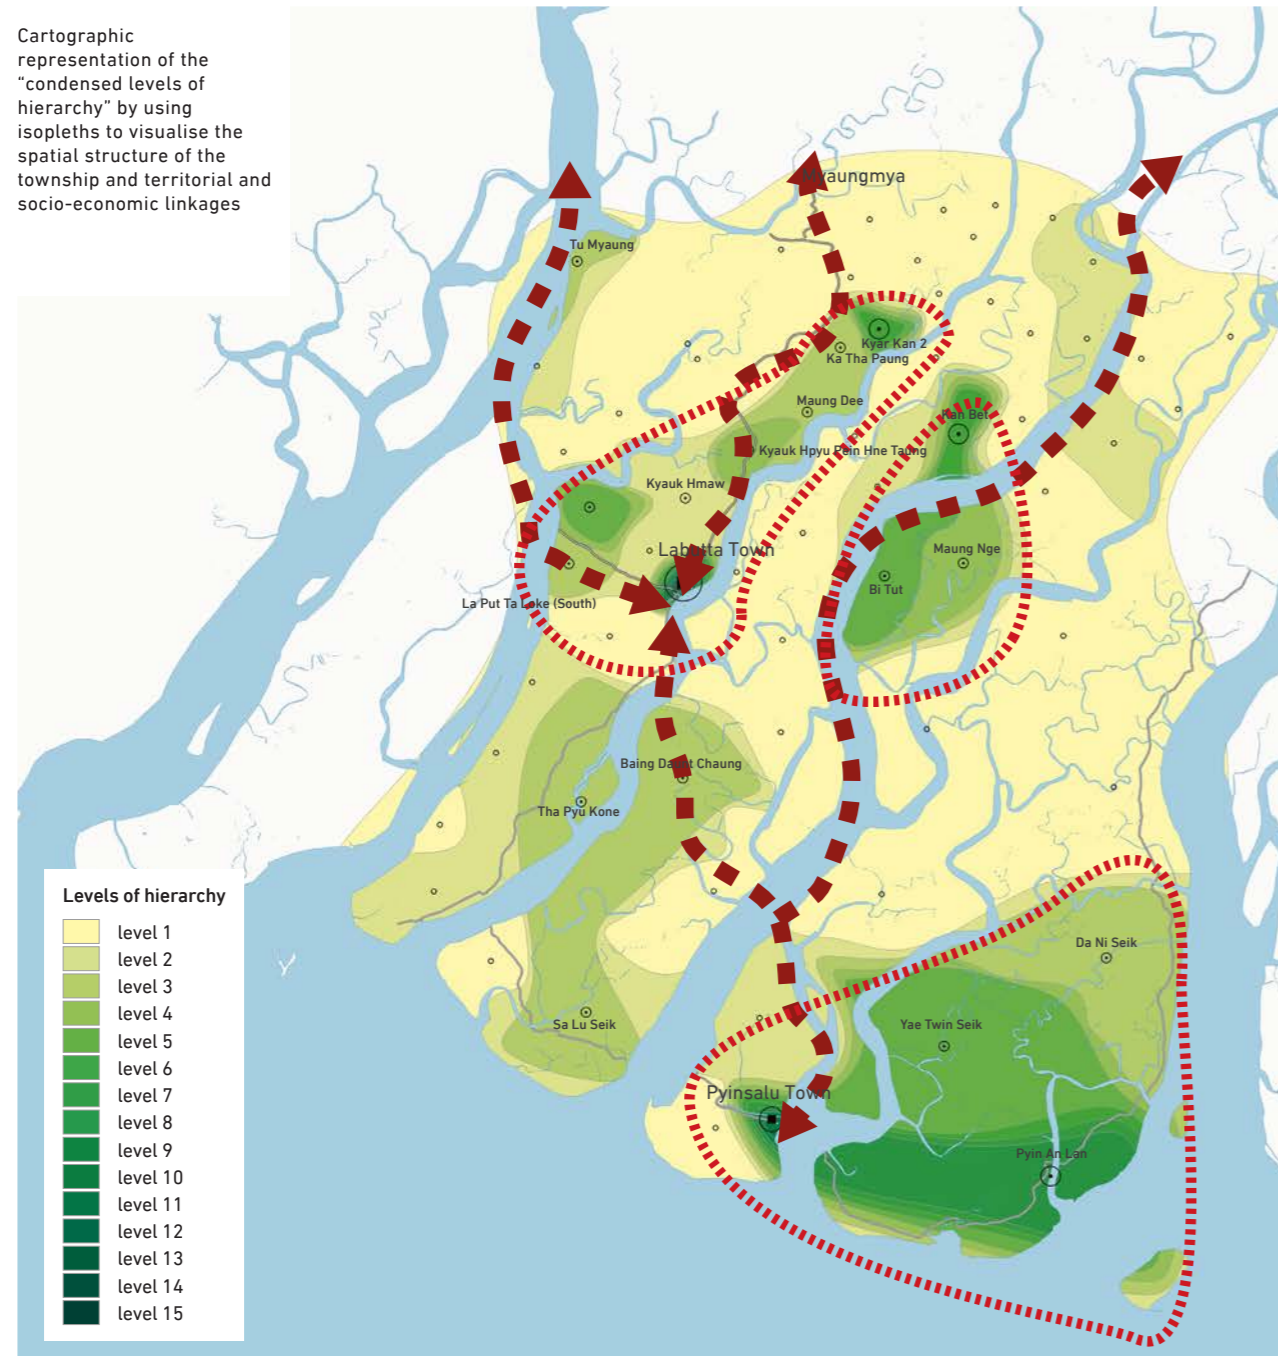 Cartographic
representation of the
“condensed levels of
hierarchy” by using
isopleths to visualise the
spatial structure of the
township and territorial and
socio-economic linkages
Myaungmya
Tu Myaung
Kyar Kan 2
Ka Tha Paung
Maung Dee
Kan Bet
Kyauk Hpyu Pein Hne Taung
Kyauk Hmaw
Labutta Town
Maung Nge
Bi Tut
La Put Ta Loke (South)
Baing Daunt Chaung
Tha Pyu Kone
Da Ni Seik
Sa Lu Seik
Yae Twin Seik
Pyinsalu Town
Pyin An Lan
Levels of hierarchy
level 1
level 2
level 3
level 4
level 5
level 6
level 7
level 8
level 9
level 10
level 11
level 12
level 13
level 14
level 15